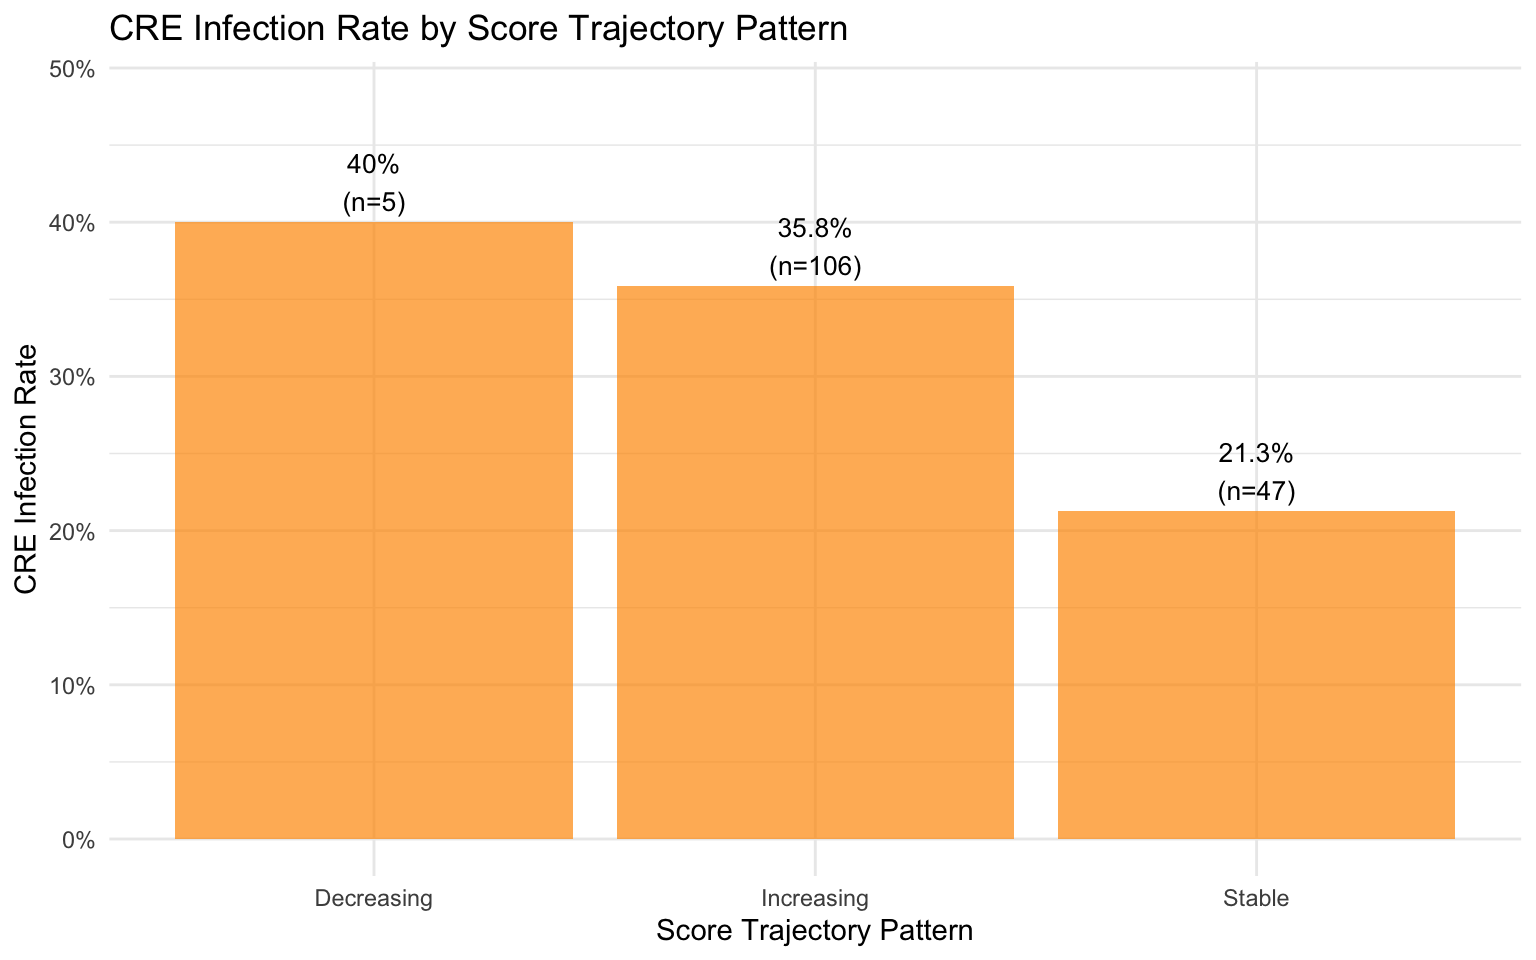 CRE Infection Rate by Score Trajectory Pattern
CRE Infection Rate
50%
40%
30%
20%
10%
0%
40%
(n=5)
35.8%
(n=106)
21.3%
(n=47)
Decreasing
Increasing
Stable
Score Trajectory Pattern